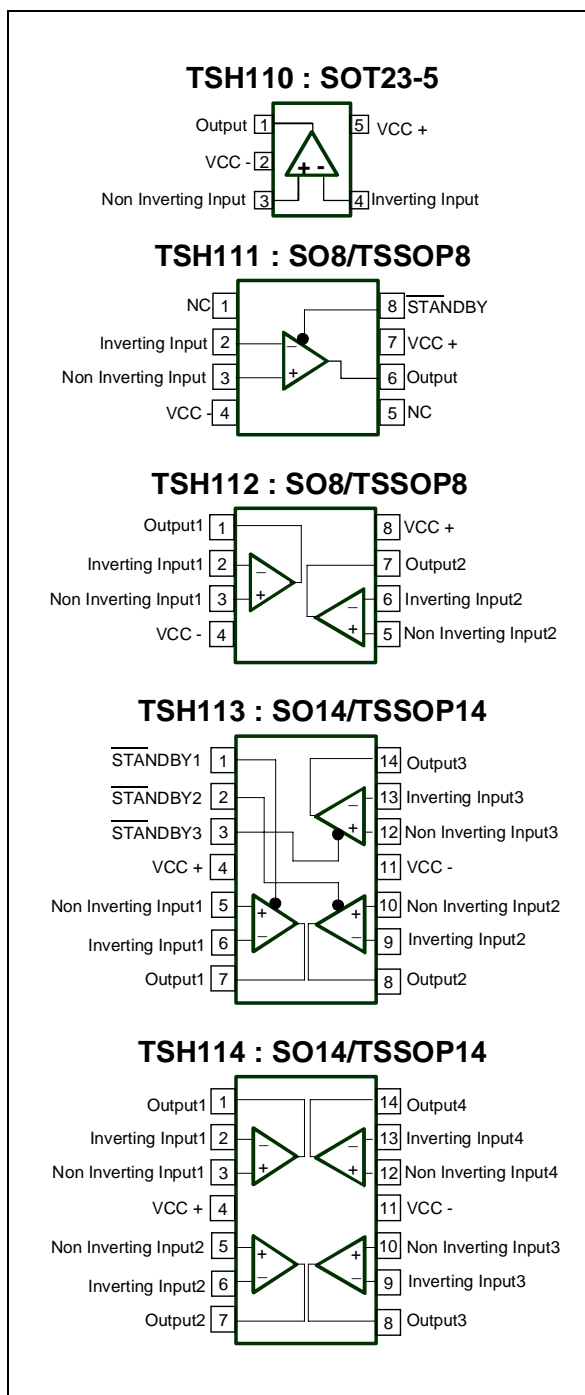 TSH110 : SOT23-5
Output 1 5 VCC +
VCC - 2
+ -
Non Inverting Input 3 4 Inverting Input
TSH111 : SO8/TSSOP8
NC 1 8 STANDBY
Inverting Input 2 7 VCC +
_
Non Inverting Input 3 + 6 Output
VCC - 4 5 NC
TSH112 : SO8/TSSOP8
Output1 1 8 VCC +
Inverting Input1 2 _ 7 Output2
Non Inverting Input1 3 + _ 6 Inverting Input2
VCC - 4 + 5 Non Inverting Input2
TSH113 : SO14/TSSOP14
STANDBY1 1 14 Output3
STANDBY2 2 _ 13 Inverting Input3
STANDBY3 3 + 12 Non Inverting Input3
VCC + 4 11 VCC -
Non Inverting Input1 5 + + 10 Non Inverting Input2
Inverting Input1 6 _ _ 9 Inverting Input2
Output1 7 8 Output2
TSH114 : SO14/TSSOP14
Output1 1 14 Output4
Inverting Input1 2 _ _ 13 Inverting Input4
Non Inverting Input1 3 + + 12 Non Inverting Input4
VCC + 4 11 VCC -
Non Inverting Input2 5 + + 10 Non Inverting Input3
Inverting Input2 6 _ _ 9 Inverting Input3
Output2 7 8 Output3